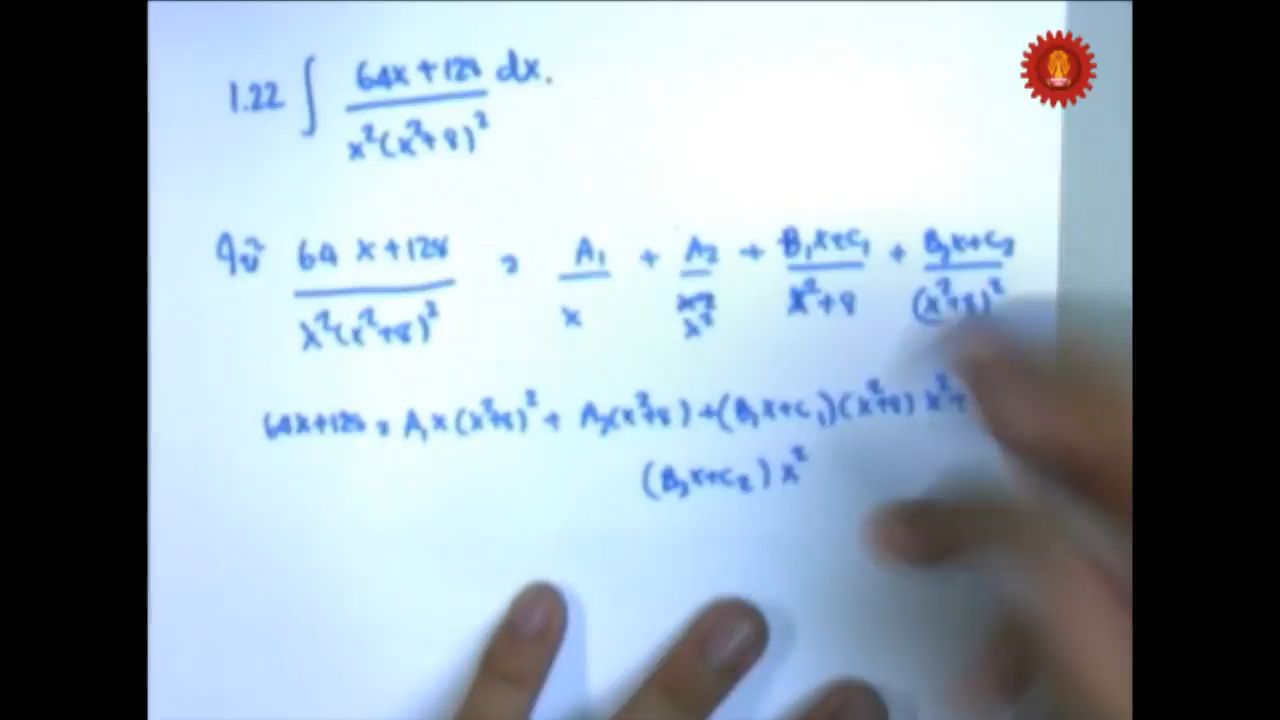 1.22 ∫ 64x+128 / x²(x²+8)² dx.
64x+128 / x²(x²+8)² = A₁/x + A₂/x² + B₁x+C₁/x²+8 + B₂x+C₂/(x²+8)²
64x+128 = A₁x(x²+8)² + A₂(x²+8) + (B₁x+C₁)(x²+8)x² +
(B₂x+C₂)x²